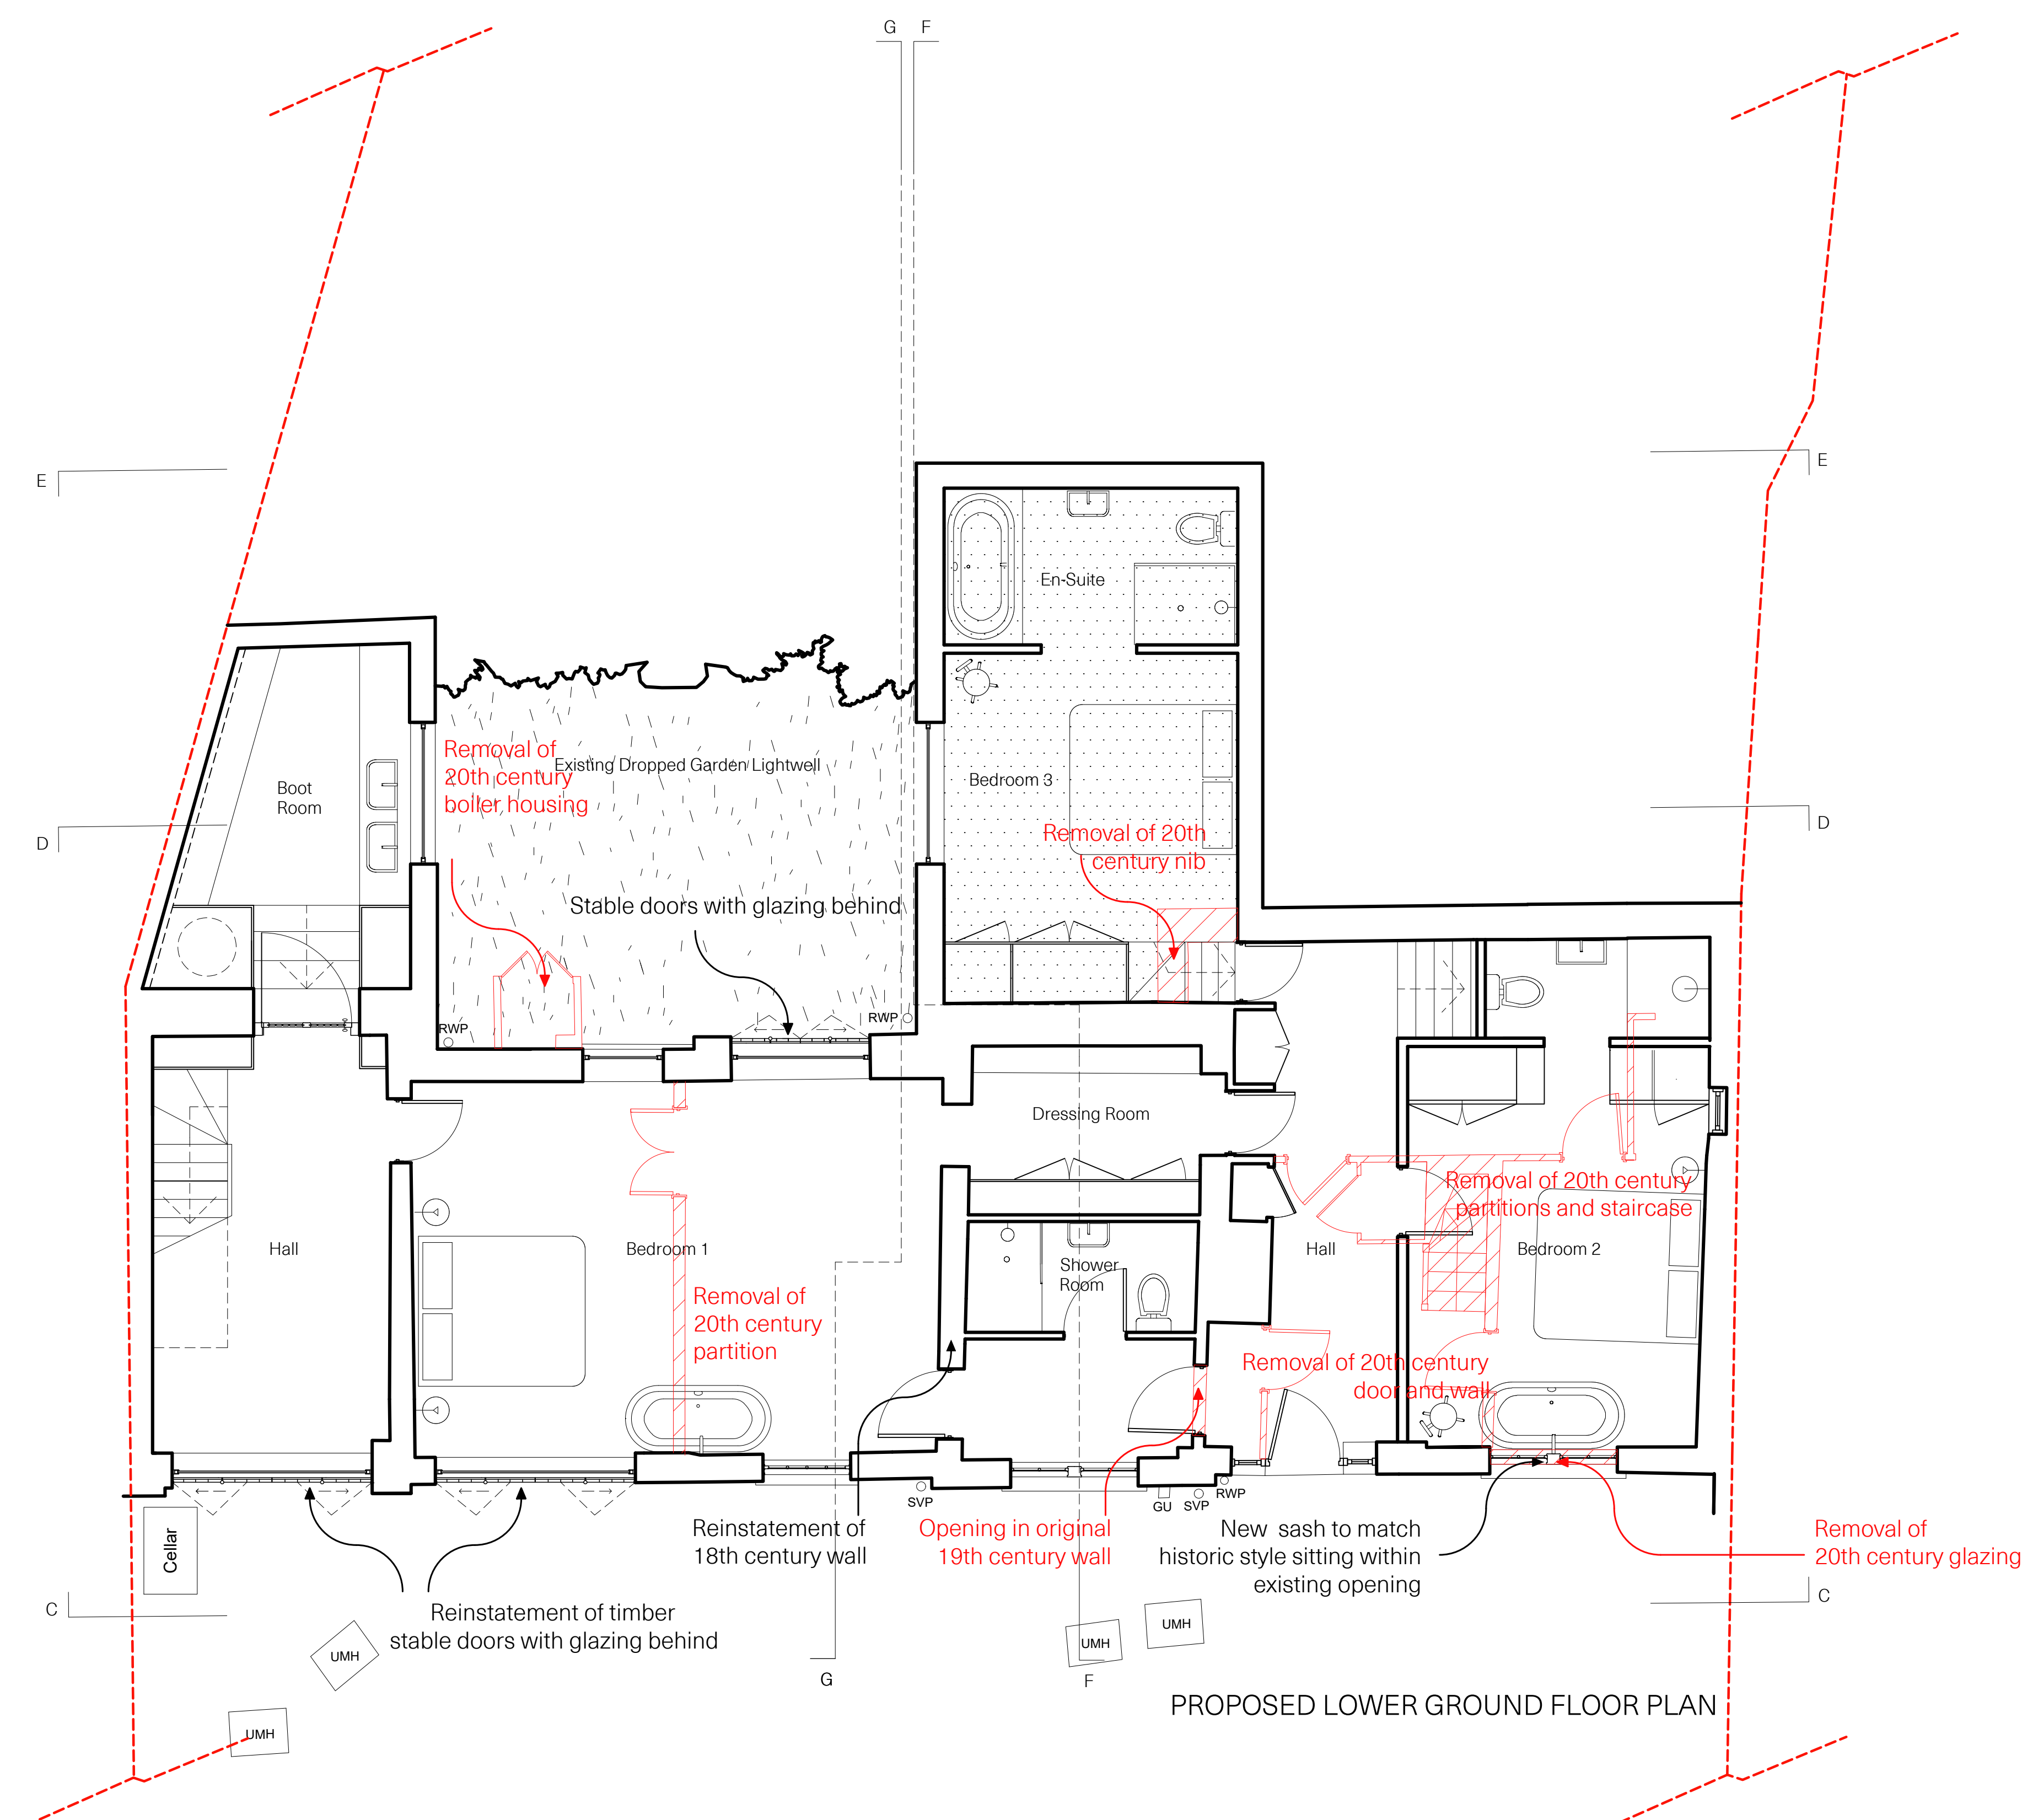 G F
E
E
En-Suite
Removal of
20th century
boiler housing
Existing Dropped Garden Lightwell
Bedroom 3
Boot
Room
Removal of 20th
century nib
D
D
Stable doors with glazing behind
RWP
RWP
Dressing Room
Removal of 20th century
partitions and staircase
Hall
Bedroom 1
Shower
Room
Hall
Bedroom 2
Removal of
20th century
partition
Removal of 20th century
door and wall
SVP
GU
SVP
RWP
Cellar
Reinstatement of
18th century wall
Opening in original
19th century wall
New sash to match
historic style sitting within
existing opening
Removal of
20th century glazing
C
C
Reinstatement of timber
stable doors with glazing behind
UMH
UMH
UMH
UMH
G
F
PROPOSED LOWER GROUND FLOOR PLAN